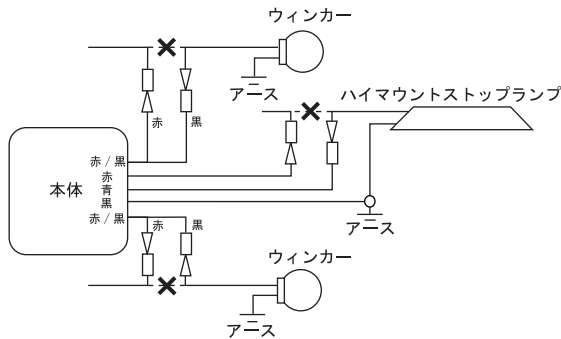 ウィンカー
アース
ハイマウントストップランプ
赤
黒
赤/黒
赤
本体
青
黒
赤/黒
赤
黒
アース
ウィンカー
アース